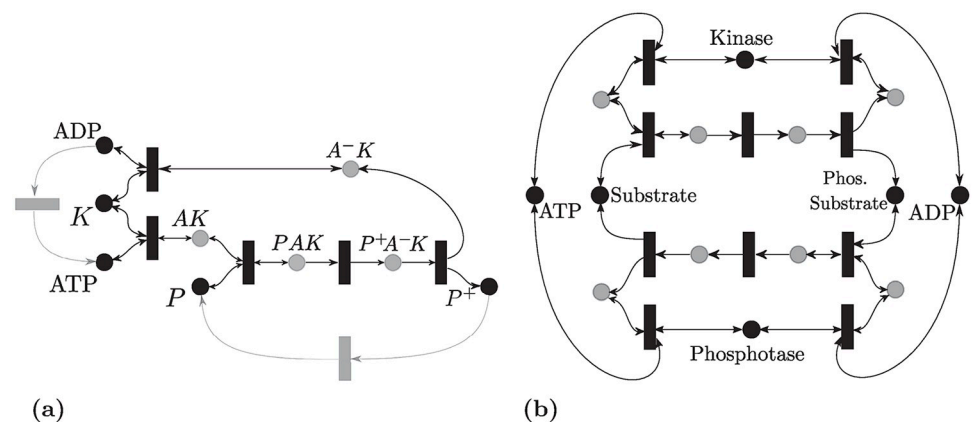 ADP
A⁻K
K
AK
ATP
PAK
P⁺A⁻K
P
P⁺
(a)
Kinase
ATP
Substrate
Phos.
Substrate
ADP
Phosphotase
(b)